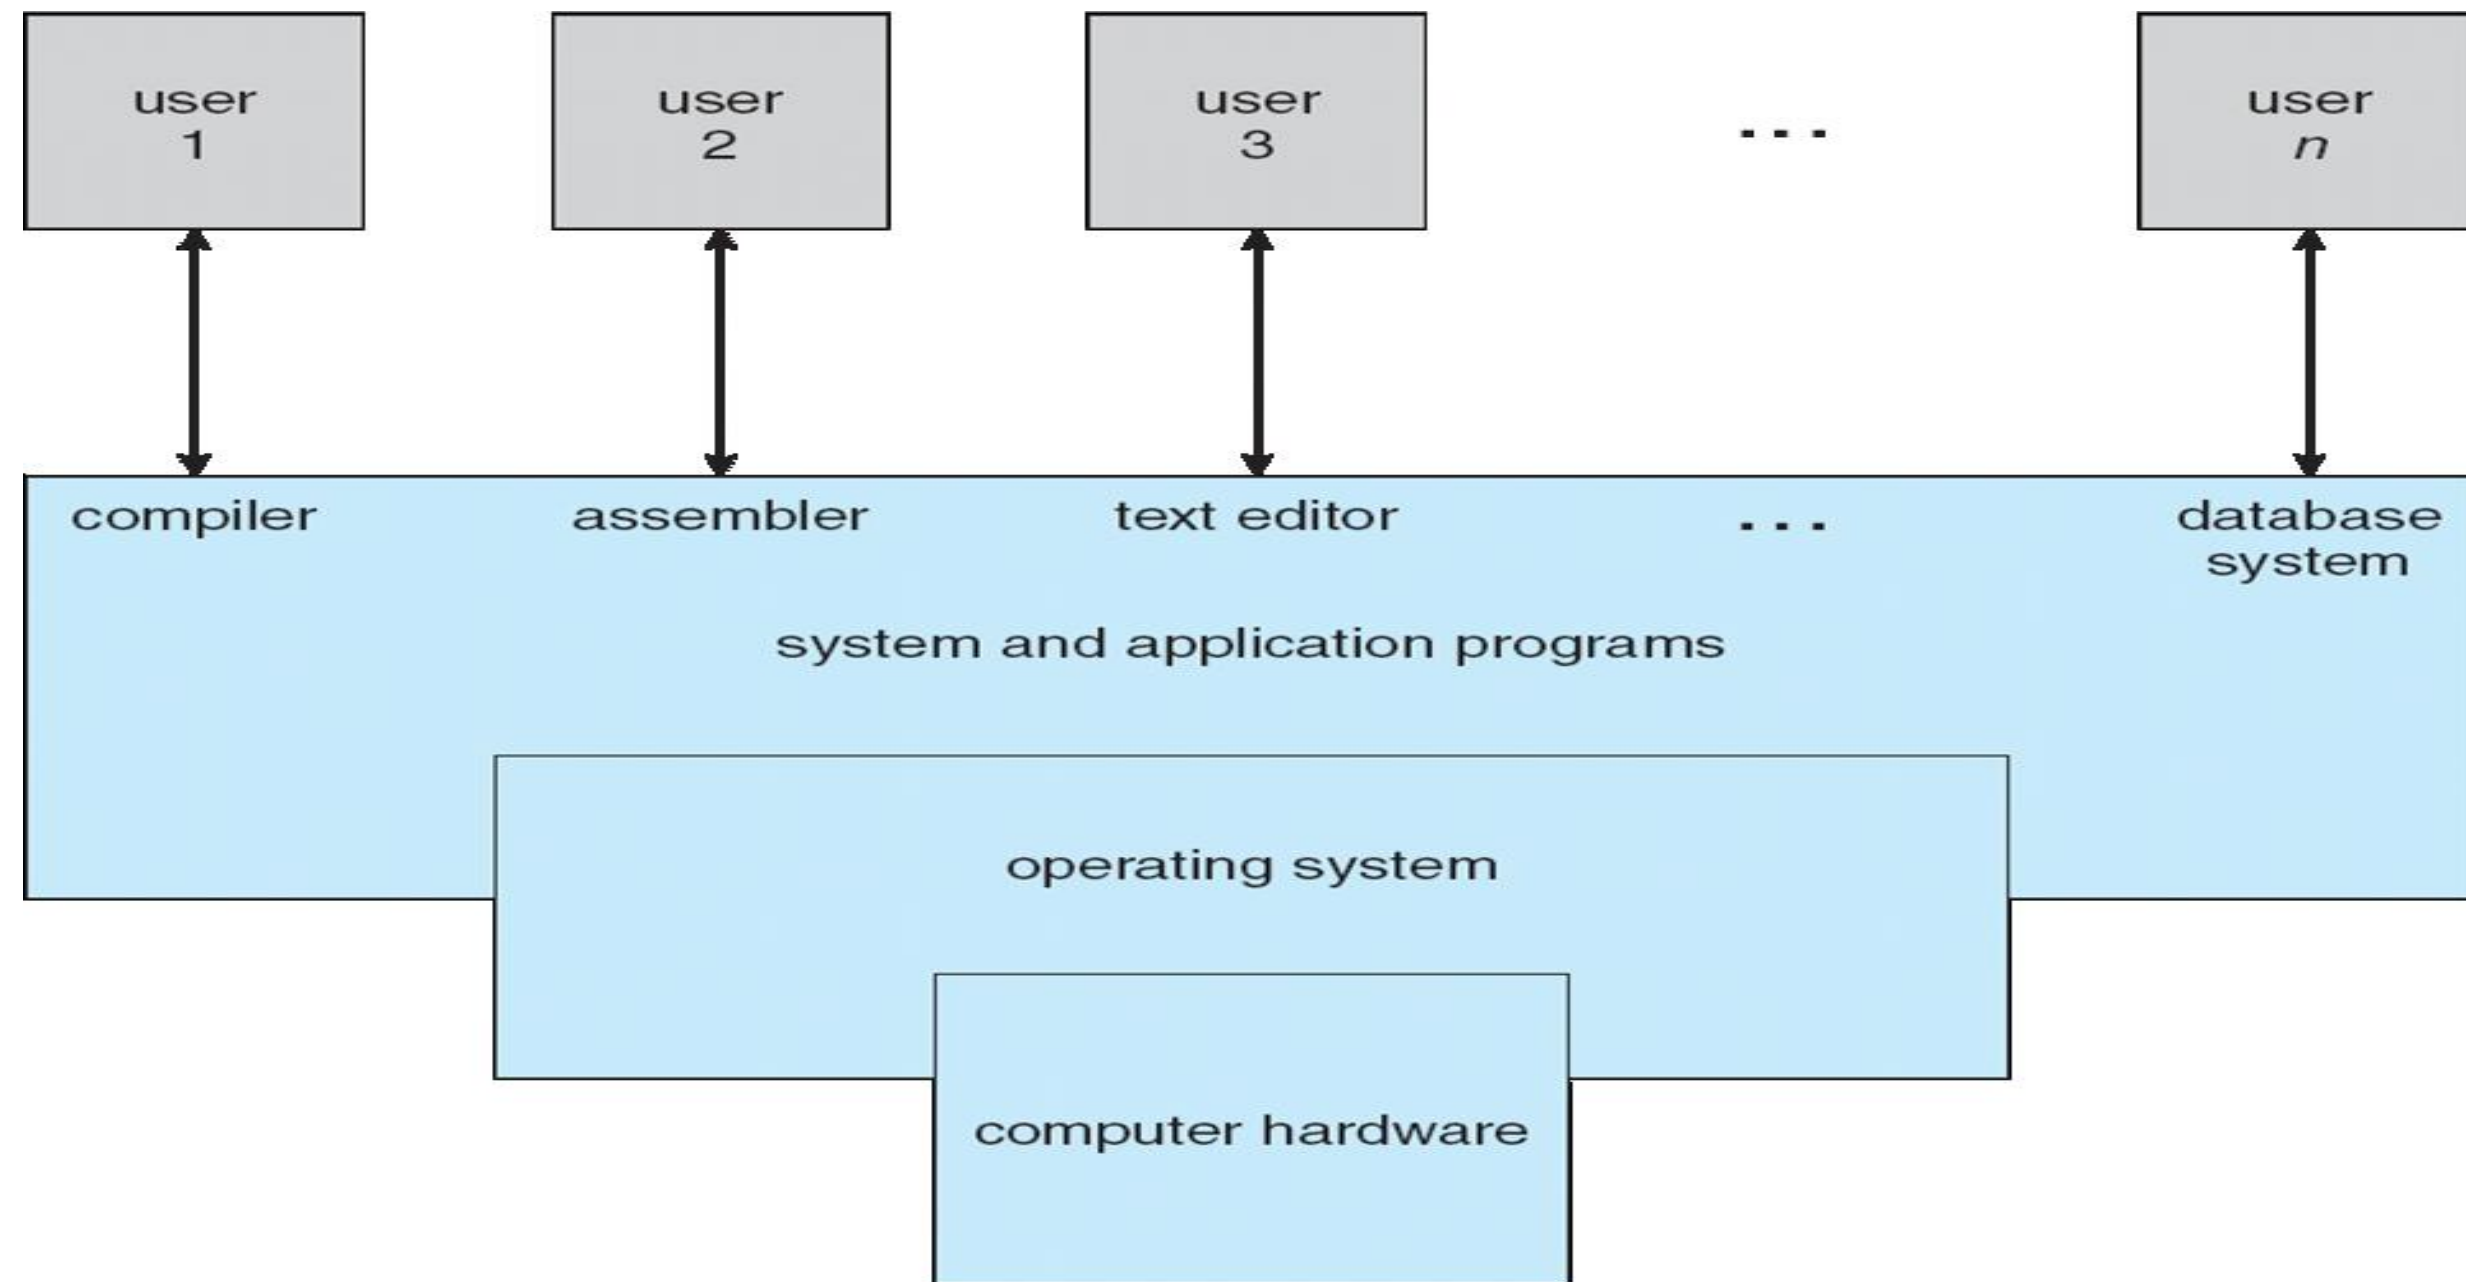 user
1
user
2
user
3
...
user
n
compiler
assembler
text editor
...
database
system
system and application programs
operating system
computer hardware